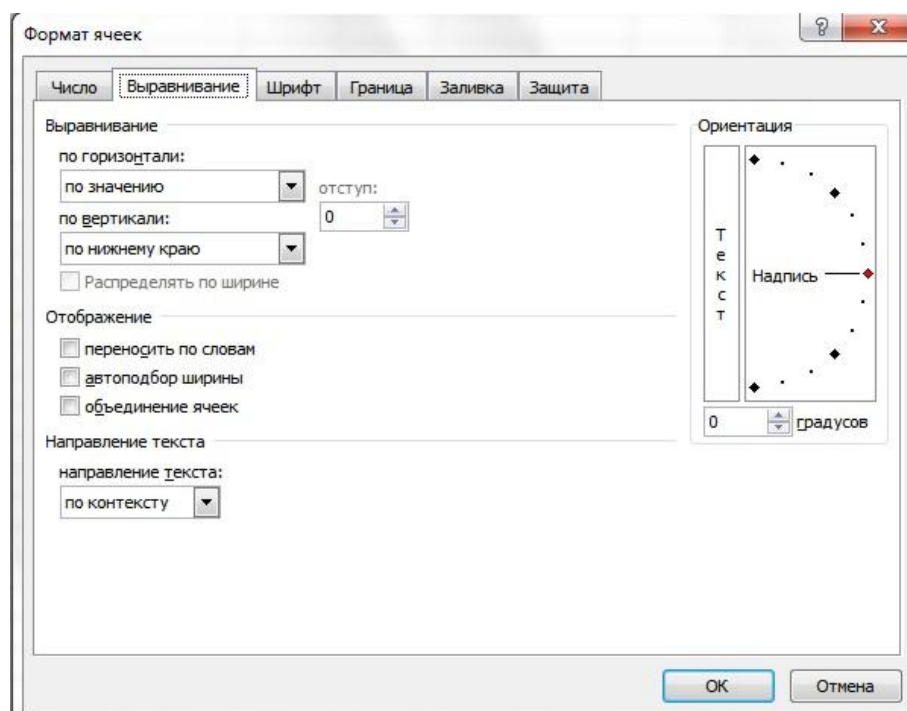 Формат ячеек
Число Выравнивание Шрифт Граница Заливка Защита
Выравнивание
по горизонтали:
по значению
отступ:
0
по вертикали:
по нижнему краю
Распределять по ширине
Отображение
переносить по словам
автоподбор ширины
объединение ячеек
Направление текста
направление текста:
по контексту
Ориентация
Текст
Надпись
0 градусов
ОК Отмена